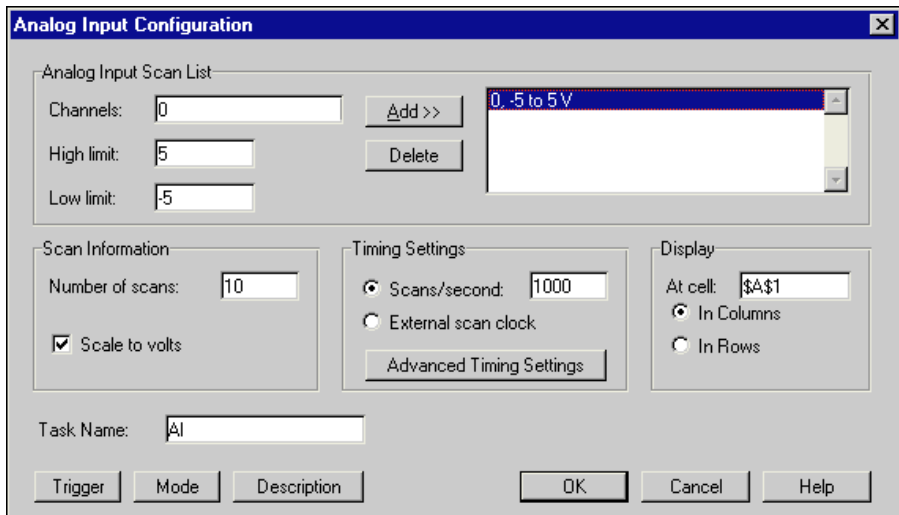 Analog Input Configuration
Analog Input Scan List
Channels: 0 Add >> 0, -5 to 5 V
High limit: 5 Delete
Low limit: -5
Scan Information Timing Settings Display
Number of scans: 10 Scans/second: 1000 At cell: $A$1
In Columns
External scan clock
Scale to volts In Rows
Advanced Timing Settings
Task Name: AI
Trigger Mode Description OK Cancel Help